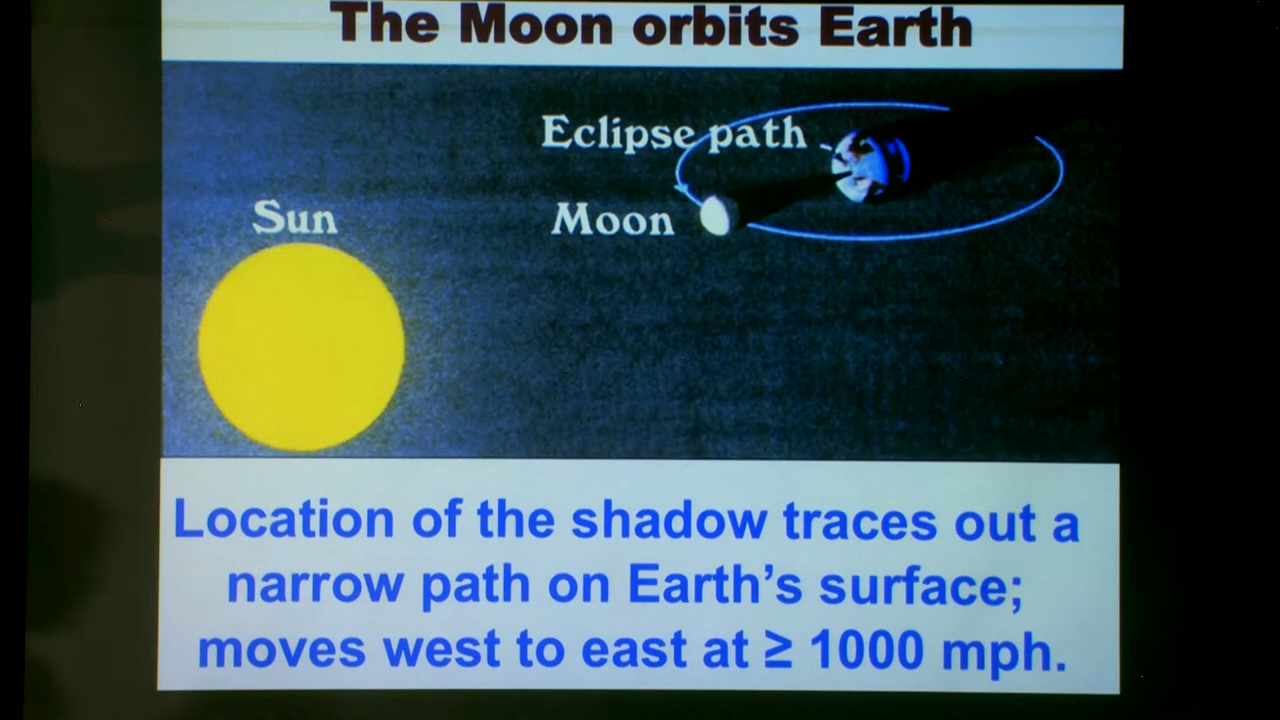 The Moon orbits Earth
Eclipse path
Moon
Sun
Location of the shadow traces out a
narrow path on Earth's surface;
moves west to east at ≥ 1000 mph.